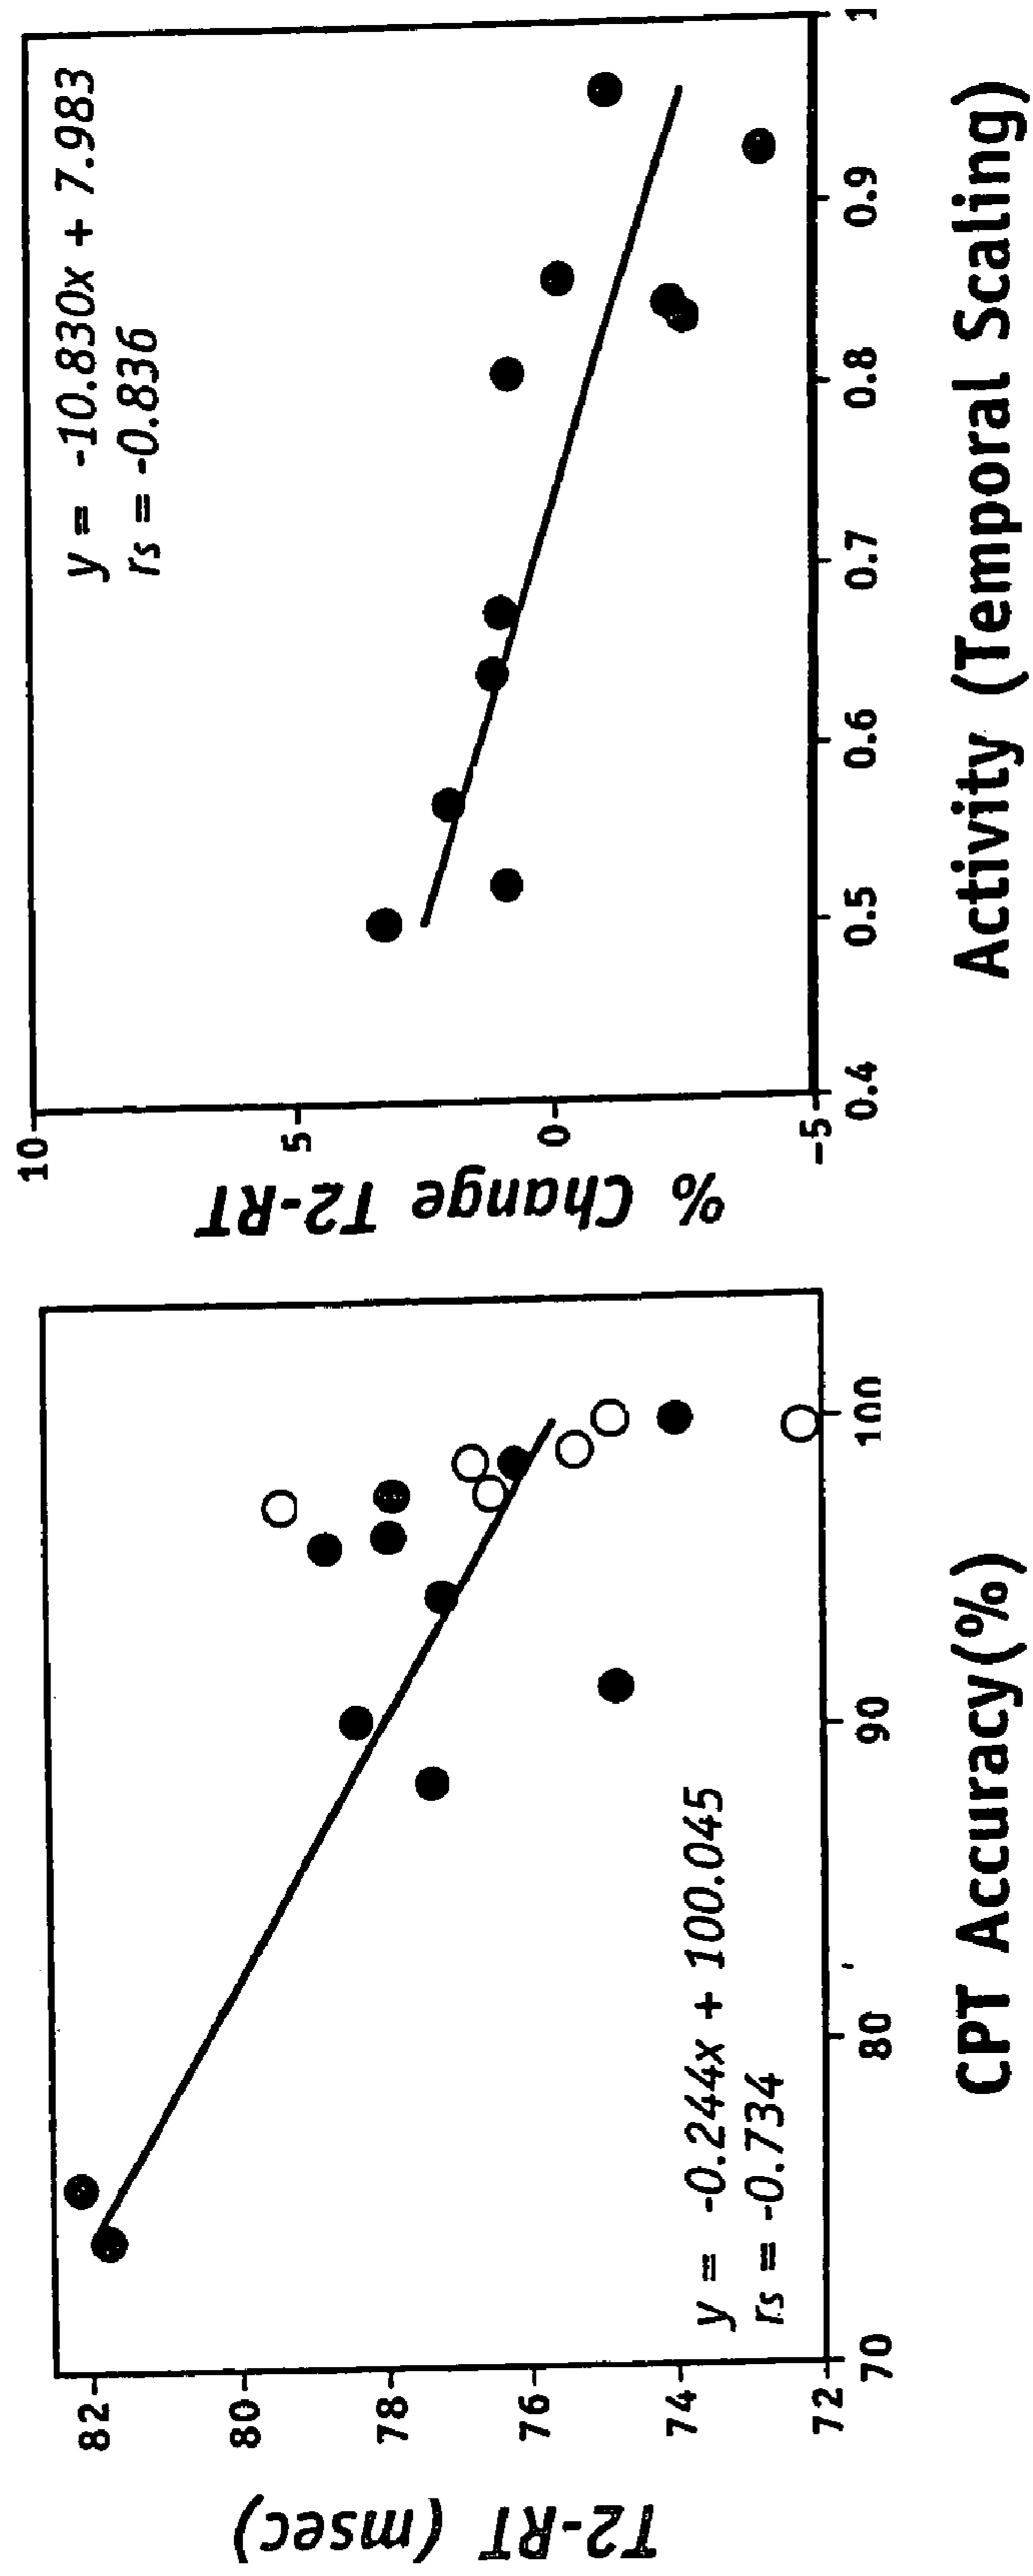 T2-RT (msec)
82
80
78
76
74
72
y = -0.244x + 100.045
rs = -0.734
70
80
90
100
CPT Accuracy(%)
% Change T2-RT
10
5
0
-5
y = -10.830x + 7.983
rs = -0.836
0.4
0.5
0.6
0.7
0.8
0.9
1
Activity (Temporal Scaling)